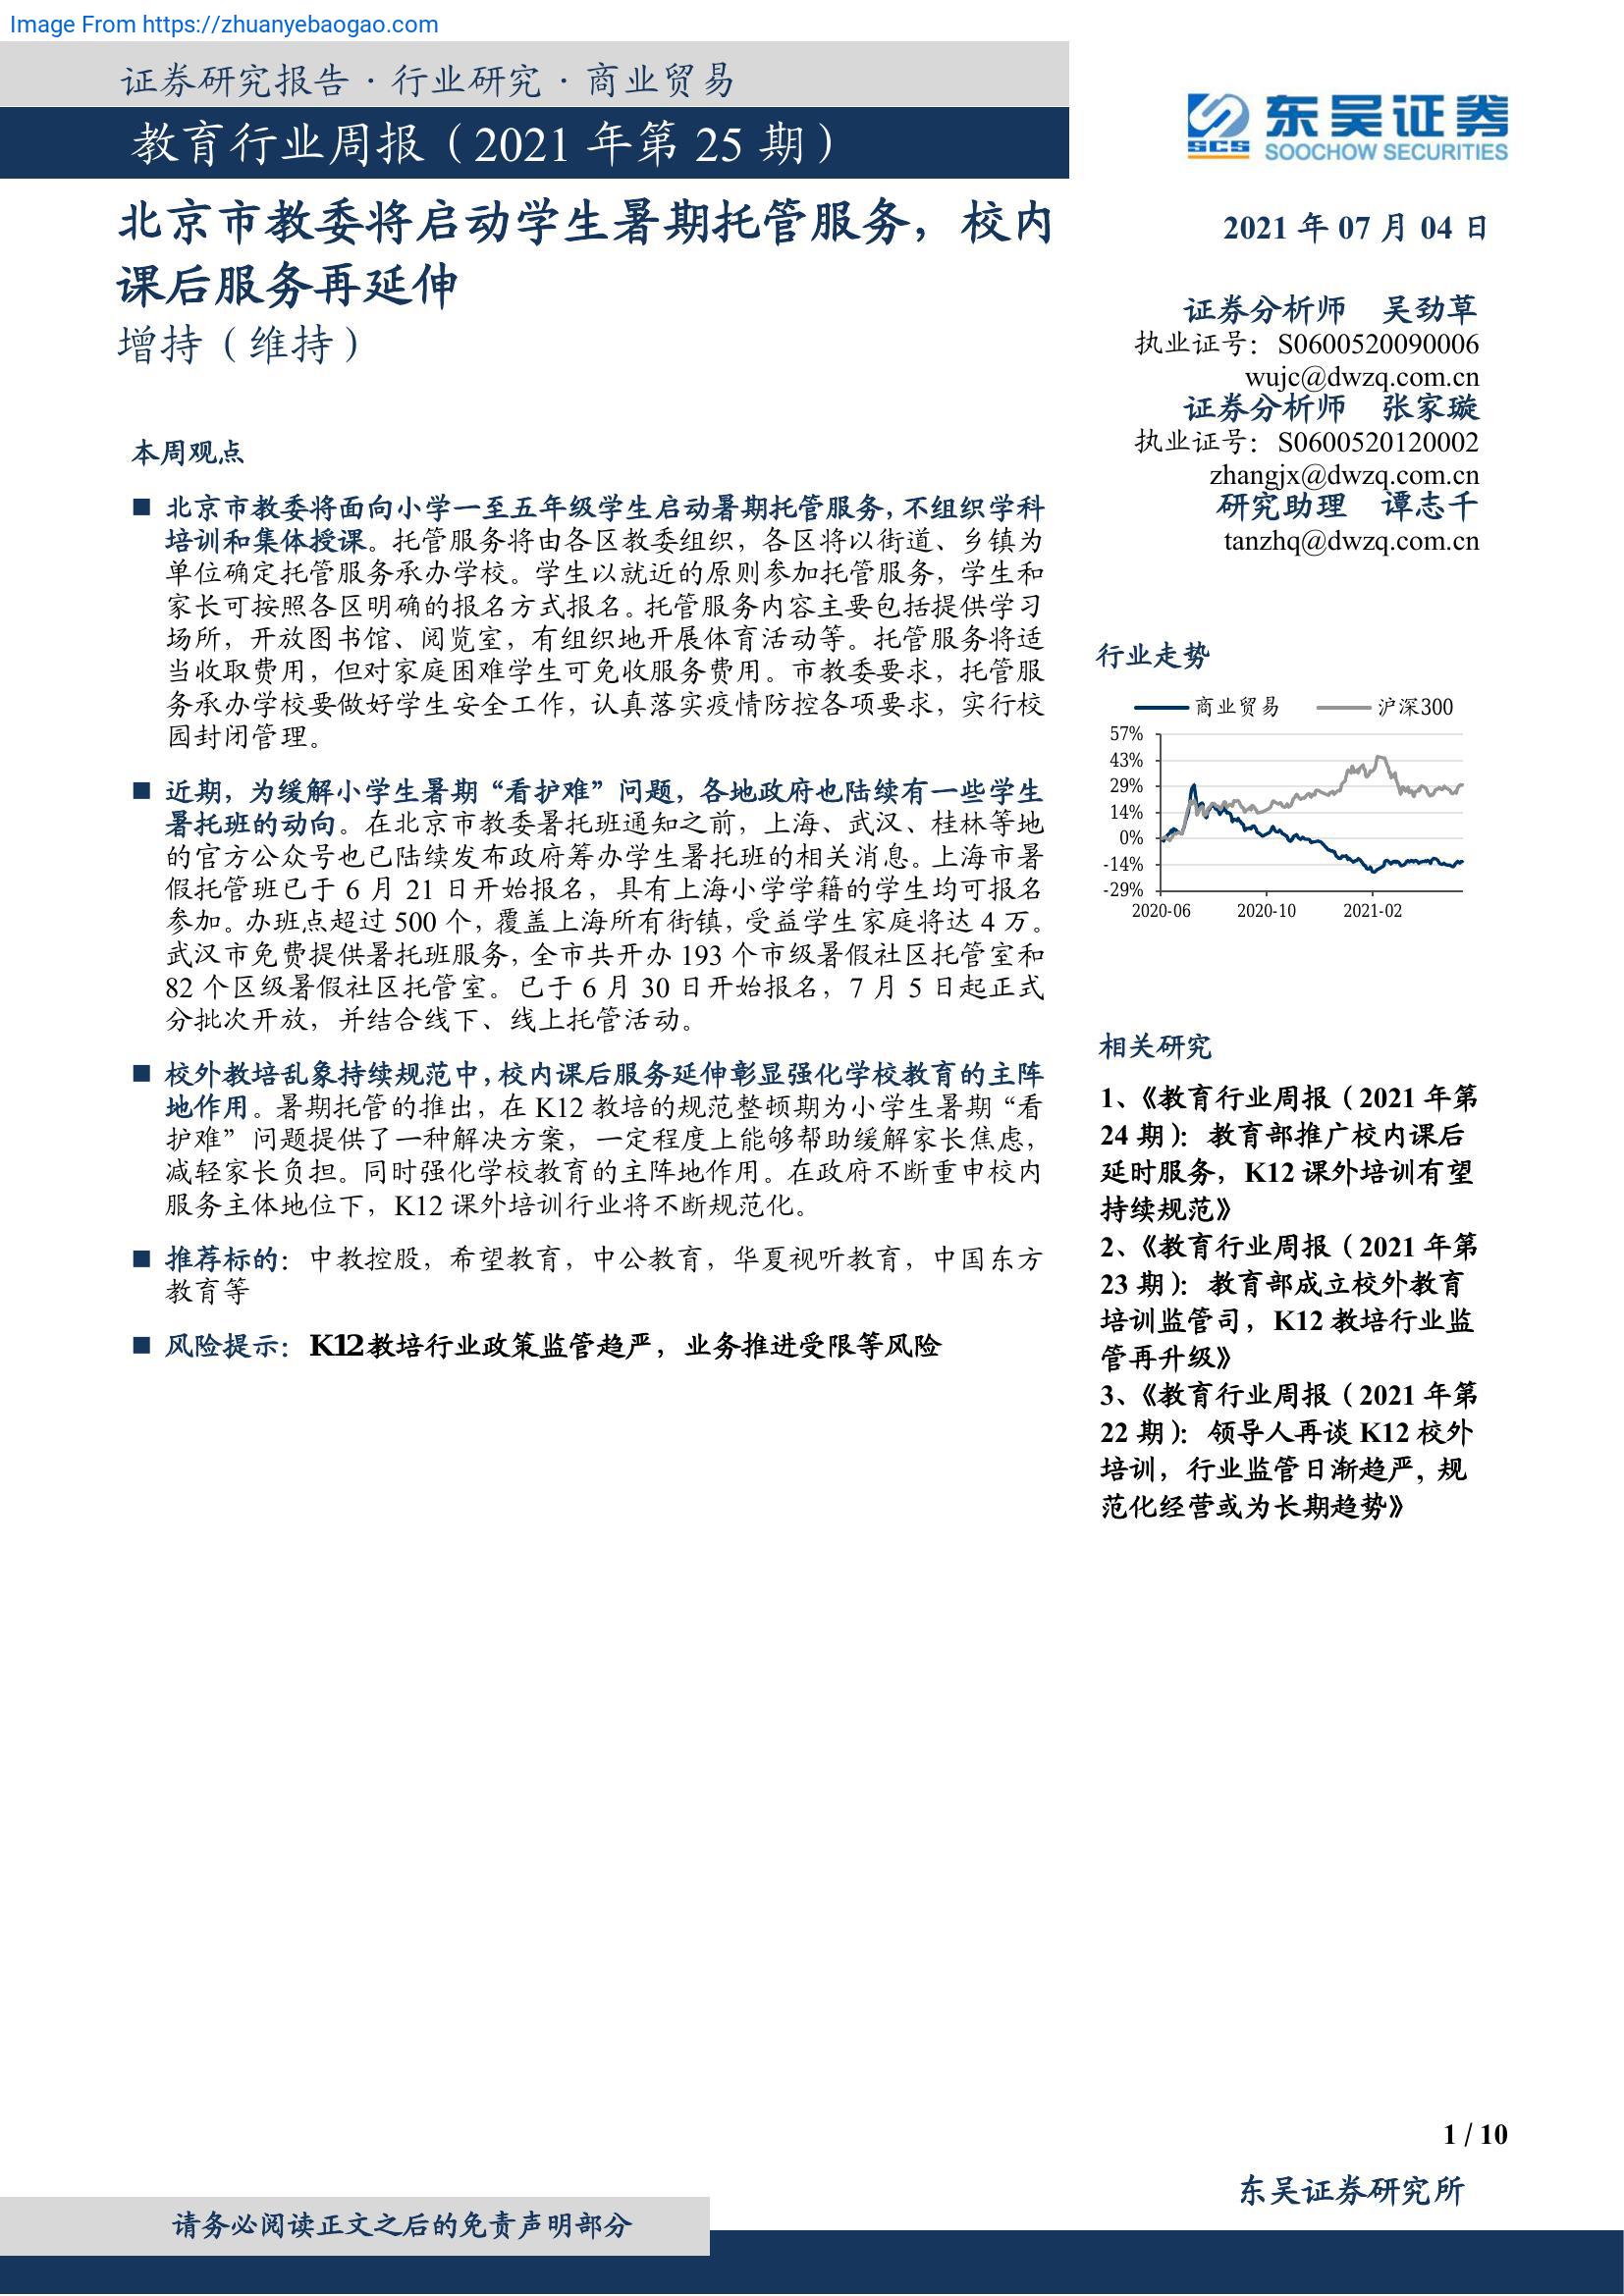 Image From https://zhuanyebaogao.com
证券研究报告·行业研究·商业贸易
教育行业周报（2021 年第 25 期）
东吴证券
SCS
SOOCHOW SECURITIES
北京市教委将启动学生暑期托管服务，校内
课后服务再延伸
增持（维持）
本周观点
■ 北京市教委将面向小学一至五年级学生启动暑期托管服务，不组织学科
培训和集体授课。托管服务将由各区教委组织，各区将以街道、乡镇为
单位确定托管服务承办学校。学生以就近的原则参加托管服务，学生和
家长可按照各区明确的报名方式报名。托管服务内容主要包括提供学习
场所，开放图书馆、阅览室，有组织地开展体育活动等。托管服务将适
当收取费用，但对家庭困难学生可免收服务费用。市教委要求，托管服
务承办学校要做好学生安全工作，认真落实疫情防控各项要求，实行校
园封闭管理。
■ 近期，为缓解小学生暑期“看护难”问题，各地政府也陆续有一些学生
暑托班的动向。在北京市教委暑托班通知之前，上海、武汉、桂林等地
的官方公众号也已陆续发布政府筹办学生暑托班的相关消息。上海市暑
假托管班已于 6 月 21 日开始报名，具有上海小学学籍的学生均可报名
参加。办班点超过 500 个，覆盖上海所有街镇，受益学生家庭将达 4 万。
武汉市免费提供暑托班服务，全市共开办 193 个市级暑假社区托管室和
82 个区级暑假社区托管室。已于 6 月 30 日开始报名，7 月 5 日起正式
分批次开放，并结合线下、线上托管活动。
■ 校外教培乱象持续规范中，校内课后服务延伸彰显强化学校教育的主阵
地作用。暑期托管的推出，在 K12 教培的规范整顿期为小学生暑期“看
护难”问题提供了一种解决方案，一定程度上能够帮助缓解家长焦虑，
减轻家长负担。同时强化学校教育的主阵地作用。在政府不断重申校内
服务主体地位下，K12 课外培训行业将不断规范化。
■ 推荐标的：中教控股，希望教育，中公教育，华夏视听教育，中国东方
教育等
■ 风险提示：K12教培行业政策监管趋严，业务推进受限等风险
2021 年 07 月 04 日
证券分析师 吴劲草
执业证号：S0600520090006
wujc@dwzq.com.cn
证券分析师 张家璇
执业证号：S0600520120002
zhangjx@dwzq.com.cn
研究助理 谭志千
tanzhq@dwzq.com.cn
行业走势
商业贸易 沪深300
57%
43%
29%
14%
0%
-14%
-29%
2020-06 2020-10 2021-02
相关研究
1、《教育行业周报（2021 年第
24 期）：教育部推广校内课后
延时服务，K12 课外培训有望
持续规范》
2、《教育行业周报（2021 年第
23 期）：教育部成立校外教育
培训监管司，K12 教培行业监
管再升级》
3、《教育行业周报（2021 年第
22 期）：领导人再谈 K12 校外
培训，行业监管日渐趋严，规
范化经营或为长期趋势》
1 / 10
东吴证券研究所
请务必阅读正文之后的免责声明部分